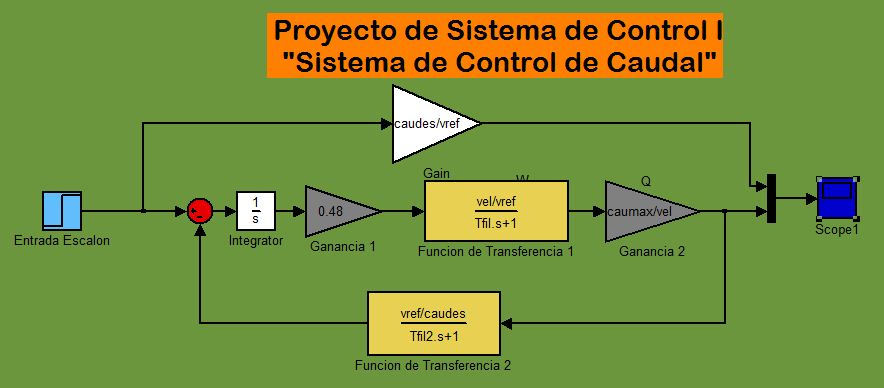 Proyecto de Sistema de Control I
"Sistema de Control de Caudal"
caudes/vref
Gain
W
Q
Entrada Escalon
+
-
1
s
Integrator
0.48
Ganancia 1
vel/vref
Tfil.s+1
Funcion de Transferencia 1
caumax/vel
Ganancia 2
Scope1
vref/caudes
Tfil2.s+1
Funcion de Transferencia 2